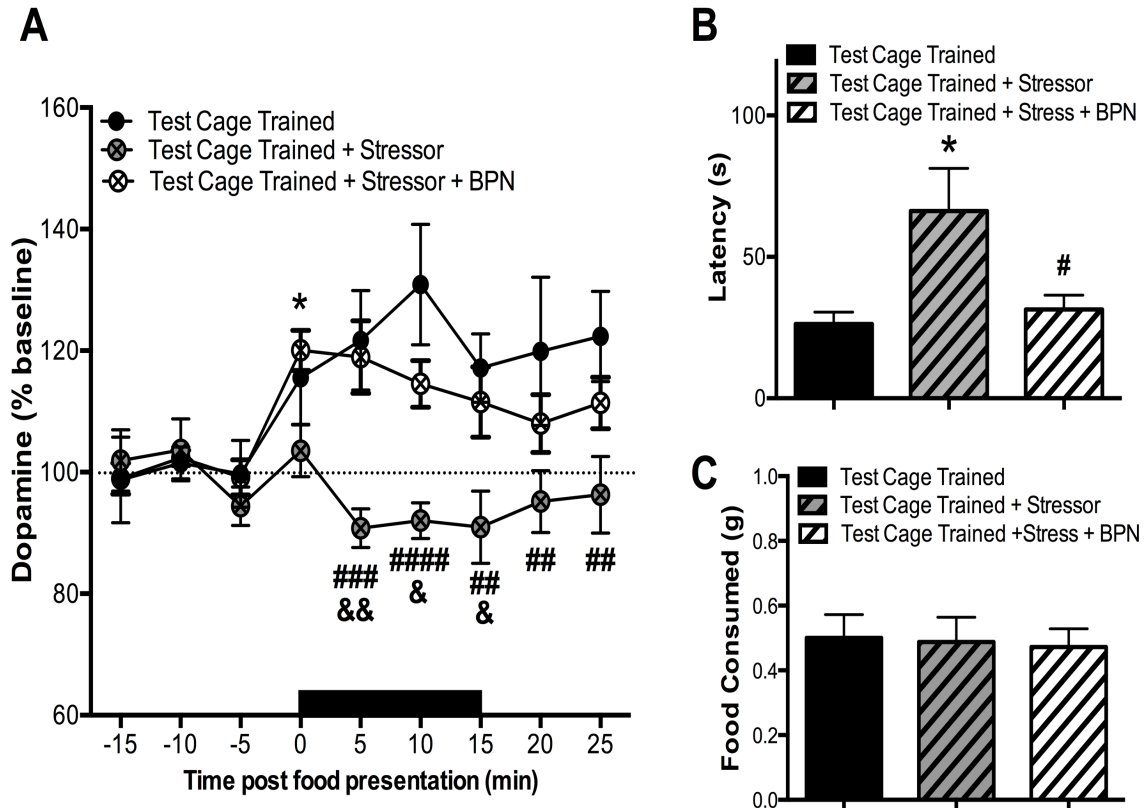 A
160
Test Cage Trained
Test Cage Trained + Stressor
Test Cage Trained + Stressor + BPN
140
120
100
80
60
Dopamine (% baseline)
*
###
&&
####
&
##
&
##
##
-15 -10 -5 0 5 10 15 20 25
Time post food presentation (min)
B
Test Cage Trained
Test Cage Trained + Stressor
Test Cage Trained + Stress + BPN
100
50
0
Latency (s)
*
#
C
Test Cage Trained
Test Cage Trained + Stressor
Test Cage Trained +Stress + BPN
1.0
0.8
0.6
0.4
0.2
0.0
Food Consumed (g)